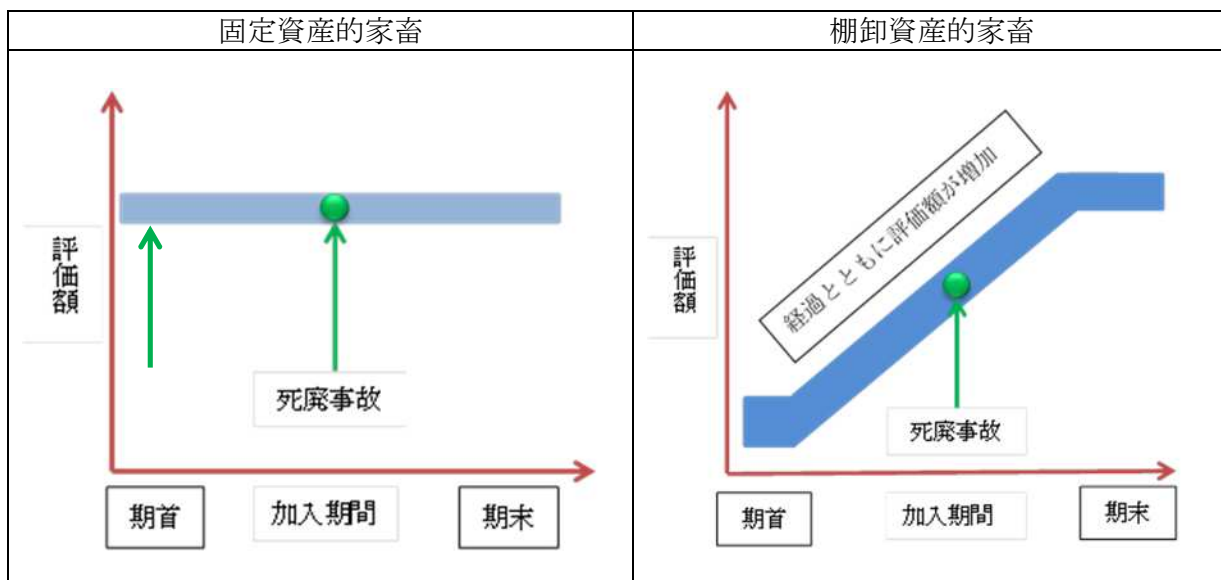 固定資産的家畜
評価額
死廃事故
期首
加入期間
期末
棚卸資産的家畜
経過とともに評価額が増加
評価額
死廃事故
期首
加入期間
期末